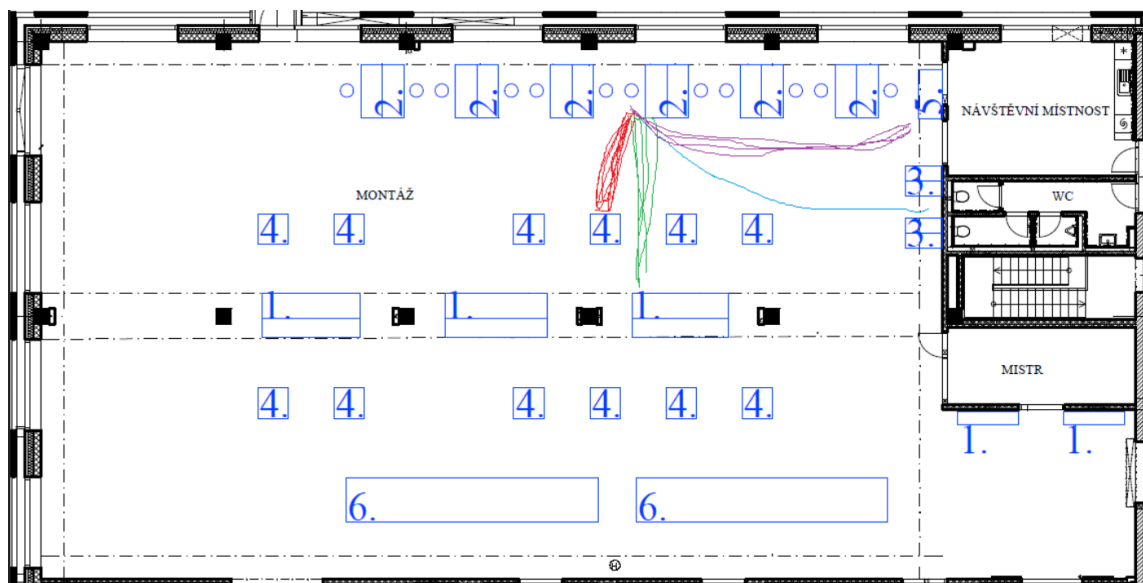 2. 2. 2. 2. 2. 2. 5.
NÁVŠTĚVNÍ MÍSTNOST
3.
MONTÁŽ
WC
4. 4. 4. 4. 4. 4. 3.
1. 1. 1.
MISTR
4. 4. 4. 4. 4. 4.
1. 1.
6. 6.
H